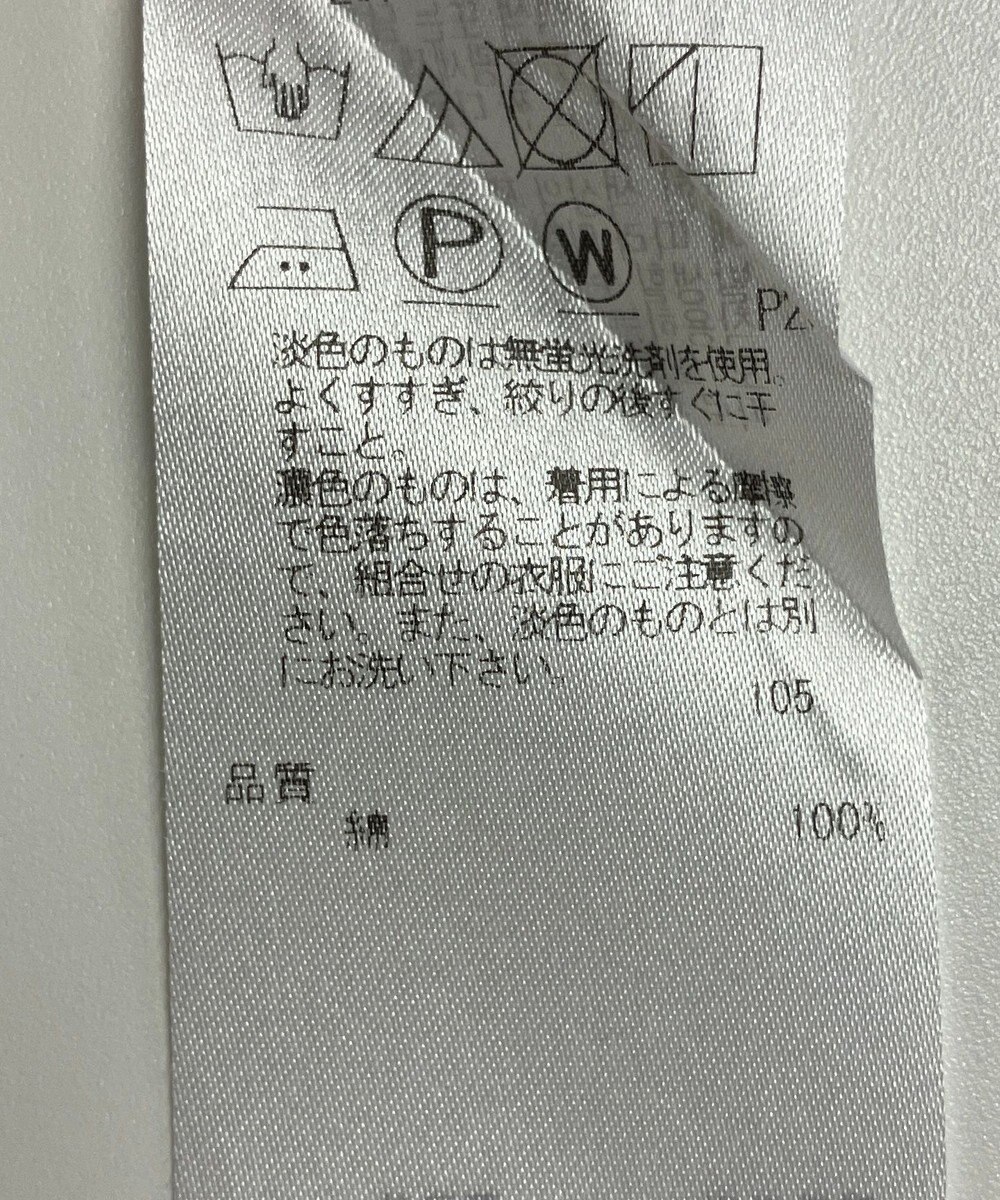 P
W
淡色のものは無蛍光洗剤を使用。
よくすすぎ、絞りの後すぐに干
すこと。
濃色のものは、着用による摩擦
で色落ちすることがありますの
で、組合せの衣服にご注意くだ
さい。また、淡色のものとは別
にお洗い下さい。
105
品質
綿
100%